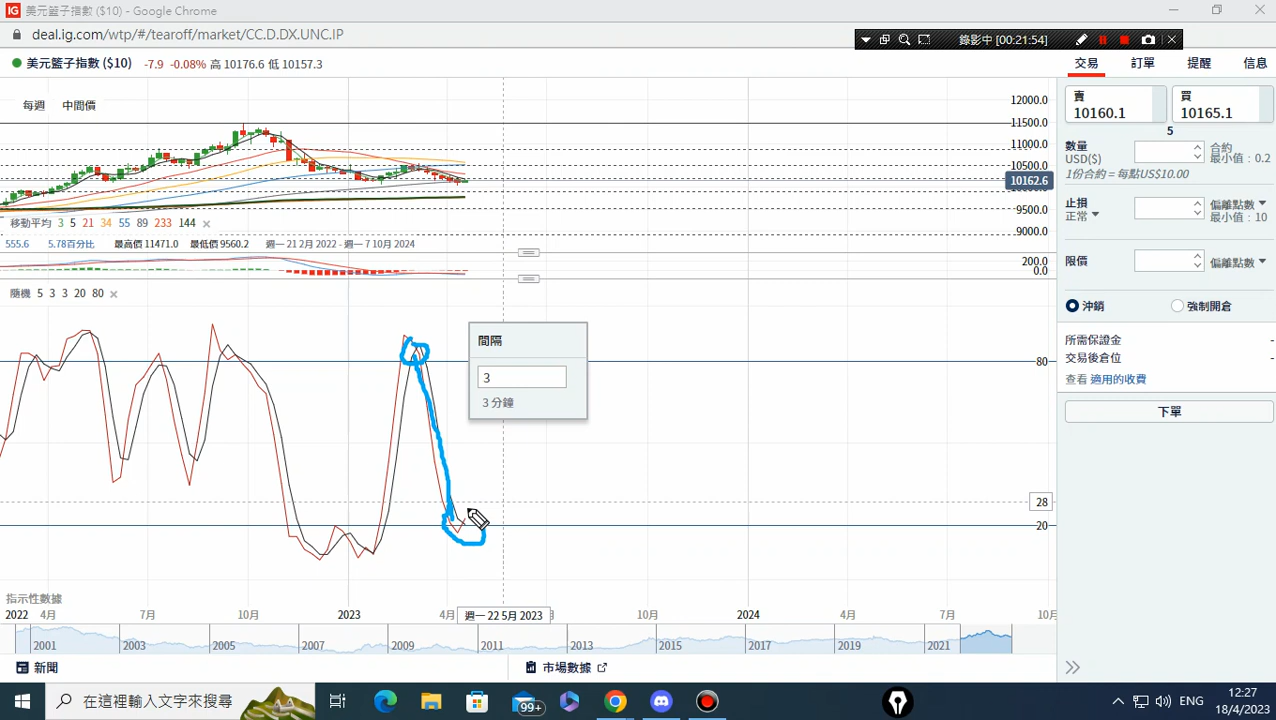 IG 美元籃子指數 ($10) - Google Chrome
deal.ig.com/wtp/#/tearoff/market/CC.D.DX.UNC.IP
錄影中 [00:21:54]
美元籃子指數 ($10) -7.9 -0.08% 高 10176.6 低 10157.3
交易 訂單 提醒 信息
每週 中間價
12000.0
11500.0
11000.0
10500.0
10162.6
9500.0
9000.0
移動平均 3 5 21 34 55 89 233 144
555.6 5.78百分比 最高價 11471.0 最低價 9560.2 週一 21 2月 2022 - 週一 7 10月 2024
200.0
0.0
隨機 5 3 3 20 80
間隔
3
3 分鐘
80
28
20
指示性數據
2022 4月 7月 10月 2023 4月 週一 22 5月 2023 10月 2024 4月 7月 10月
2001 2003 2005 2007 2009 2011 2013 2015 2017 2019 2021
新聞 市場數據
賣
10160.1
買
10165.1
5
數量
USD($)
合約
最小值 : 0.2
1份合約 = 每點US$10.00
止損
正常
偏離點數
最小值 : 10
限價
偏離點數
沖銷 強制開倉
所需保證金 -
交易後倉位 -
查看 適用的收費
下單
在這裡輸入文字來搜尋
99+
ENG
12:27
18/4/2023